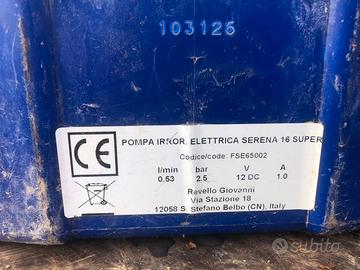 103126
POMPA IRROR. ELETTRICA SERENA 16 SUPER
Codice/code: FSE65002
l/min bar V A
0.53 2.5 12 DC 1.0
Ravello Giovanni
Via Stazione 18
12058 S. Stefano Belbo (CN), Italy
CE
subito